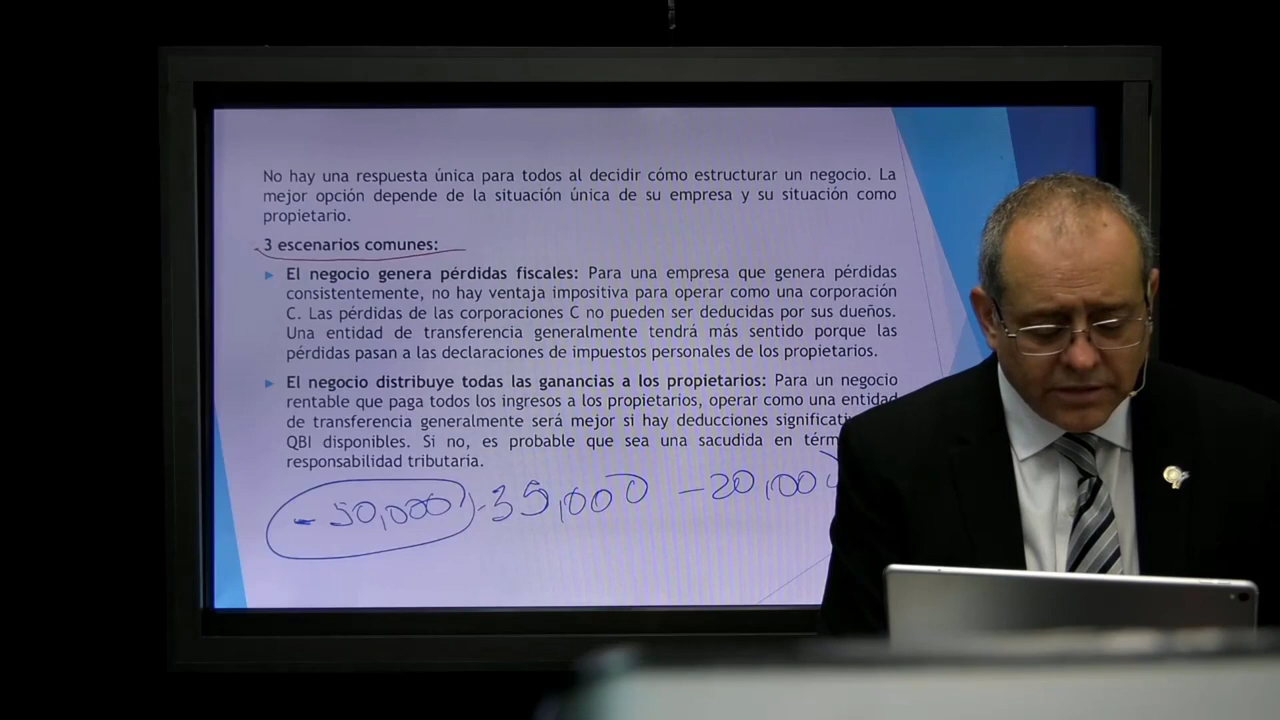 No hay una respuesta única para todos al decidir cómo estructurar un negocio. La
mejor opción depende de la situación única de su empresa y su situación como
propietario.
3 escenarios comunes:
El negocio genera pérdidas fiscales: Para una empresa que genera pérdidas
consistentemente, no hay ventaja impositiva para operar como una corporación
C. Las pérdidas de las corporaciones C no pueden ser deducidas por sus dueños.
Una entidad de transferencia generalmente tendrá más sentido porque las
pérdidas pasan a las declaraciones de impuestos personales de los propietarios.
El negocio distribuye todas las ganancias a los propietarios: Para un negocio
rentable que paga todos los ingresos a los propietarios, operar como una entidad
de transferencia generalmente será mejor si hay deducciones
QBI disponibles. Si no, es probable que sea una sacudida en
responsabilidad tributaria.
- 50,000 - 35,000 - 20,000